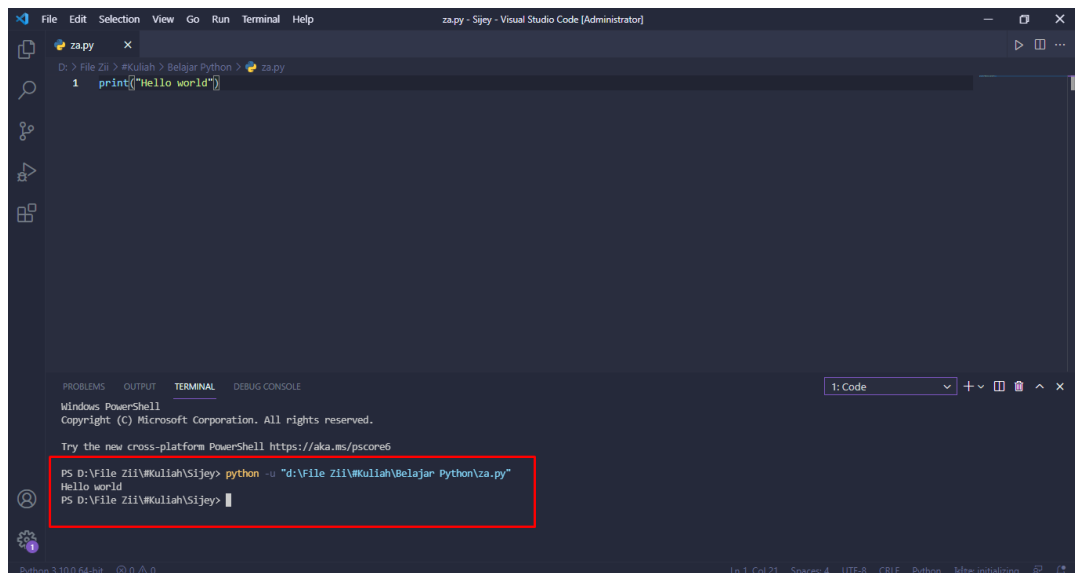 File Edit Selection View Go Run Terminal Help za.py - Sijey - Visual Studio Code [Administrator]
za.py
D: > File Zii > #Kuliah > Belajar Python > za.py
1 print("Hello world")
PROBLEMS OUTPUT TERMINAL DEBUG CONSOLE 1: Code
Windows PowerShell
Copyright (C) Microsoft Corporation. All rights reserved.
Try the new cross-platform PowerShell https://aka.ms/pscore6
PS D:\File Zii\#Kuliah\Sijey> python -u "d:\File Zii\#Kuliah\Belajar Python\za.py"
Hello world
PS D:\File Zii\#Kuliah\Sijey>
1
Python 3.10.0 64-bit 0 0 Ln 1, Col 21 Spaces: 4 UTF-8 CRLF Python initializing